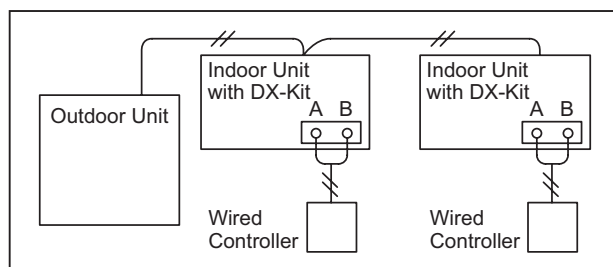 Outdoor Unit
Indoor Unit
with DX-Kit
A B
Wired
Controller
Indoor Unit
with DX-Kit
A B
Wired
Controller